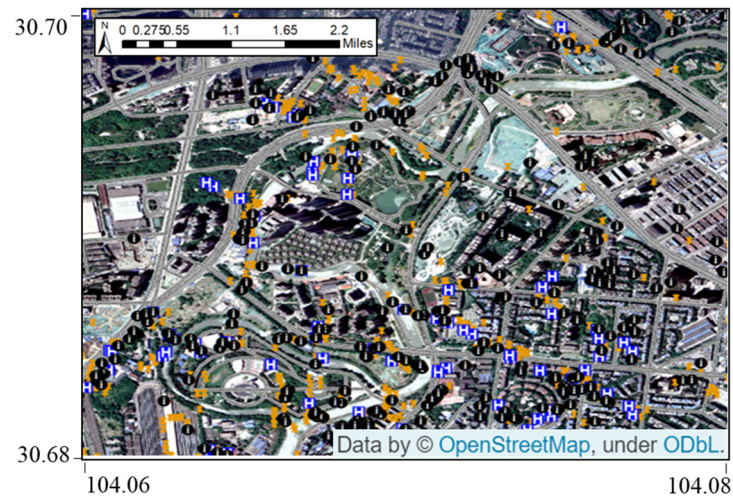 30.70
N
0 0.275 0.55 1.1 1.65 2.2
Miles
Data by © OpenStreetMap, under ODbL.
30.68
104.06 104.08